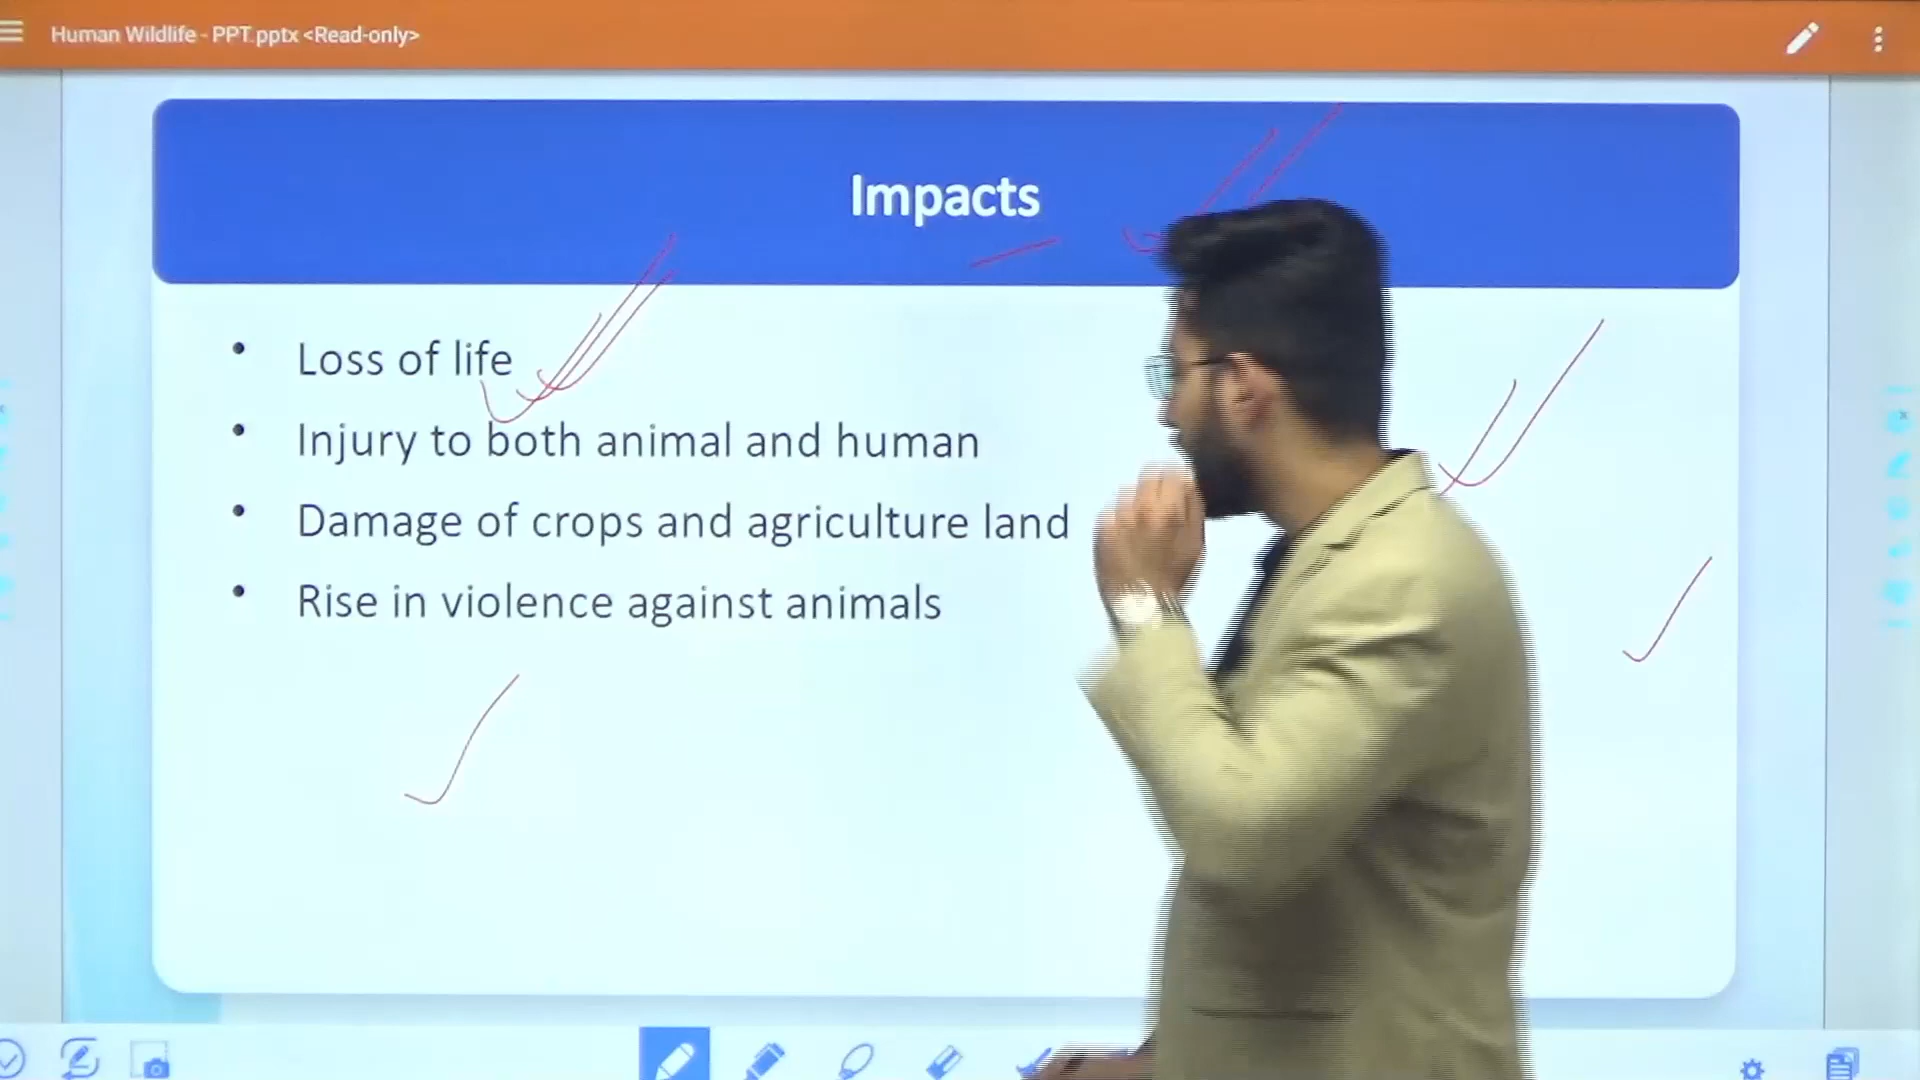 Human Wildlife - PPT.pptx <Read-only>
Impacts
• Loss of life
• Injury to both animal and human
• Damage of crops and agriculture land
• Rise in violence against animals